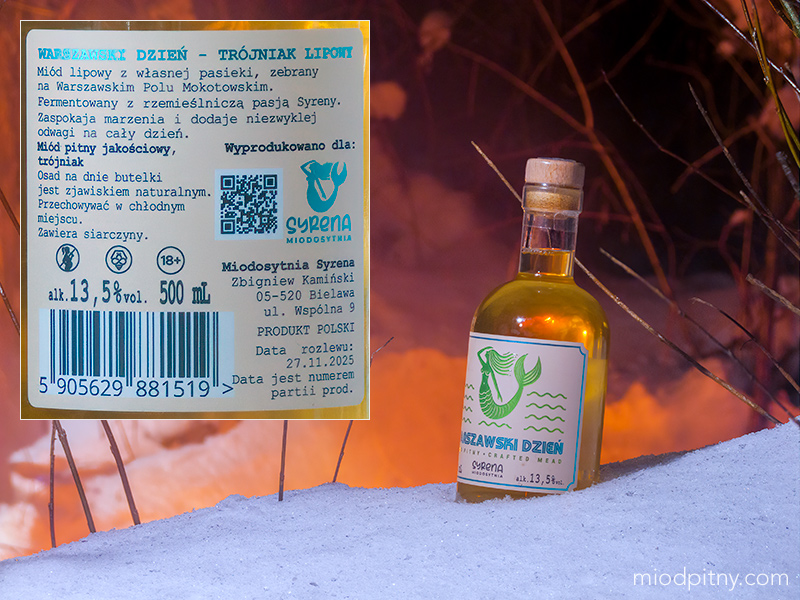 WARSZAWSKI DZIEŃ - TRÓJNIAK LIPOWY
Miód lipowy z własnej pasieki, zebrany
na Warszawskim Polu Mokotowskim.
Fermentowany z rzemieślniczą pasją Syreny.
Zaspokaja marzenia i dodaje niezwyklej
odwagi na cały dzień.
Miód pitny jakościowy,
trójniak
Osad na dnie butelki
jest zjawiskiem naturalnym.
Przechowywać w chłodnym
miejscu.
Zawiera siarczyny.
Wyprodukowano dla:
SYRENA
MIODOSYTNIA
18+
alk.13,5%vol. 500 mL
Miodosytnia Syrena
Zbigniew Kamiński
05-520 Bielawa
ul. Wspólna 9
PRODUKT POLSKI
Data rozlewu:
27.11.2025
Data jest numerem
partii prod.
5 905629 881519 >
RSZAWSKI DZIEŃ
PITNY • CRAFTED MEAD
SYRENA
MIODOSYTNIA
alk.13,5%vol.
miodpitny.com